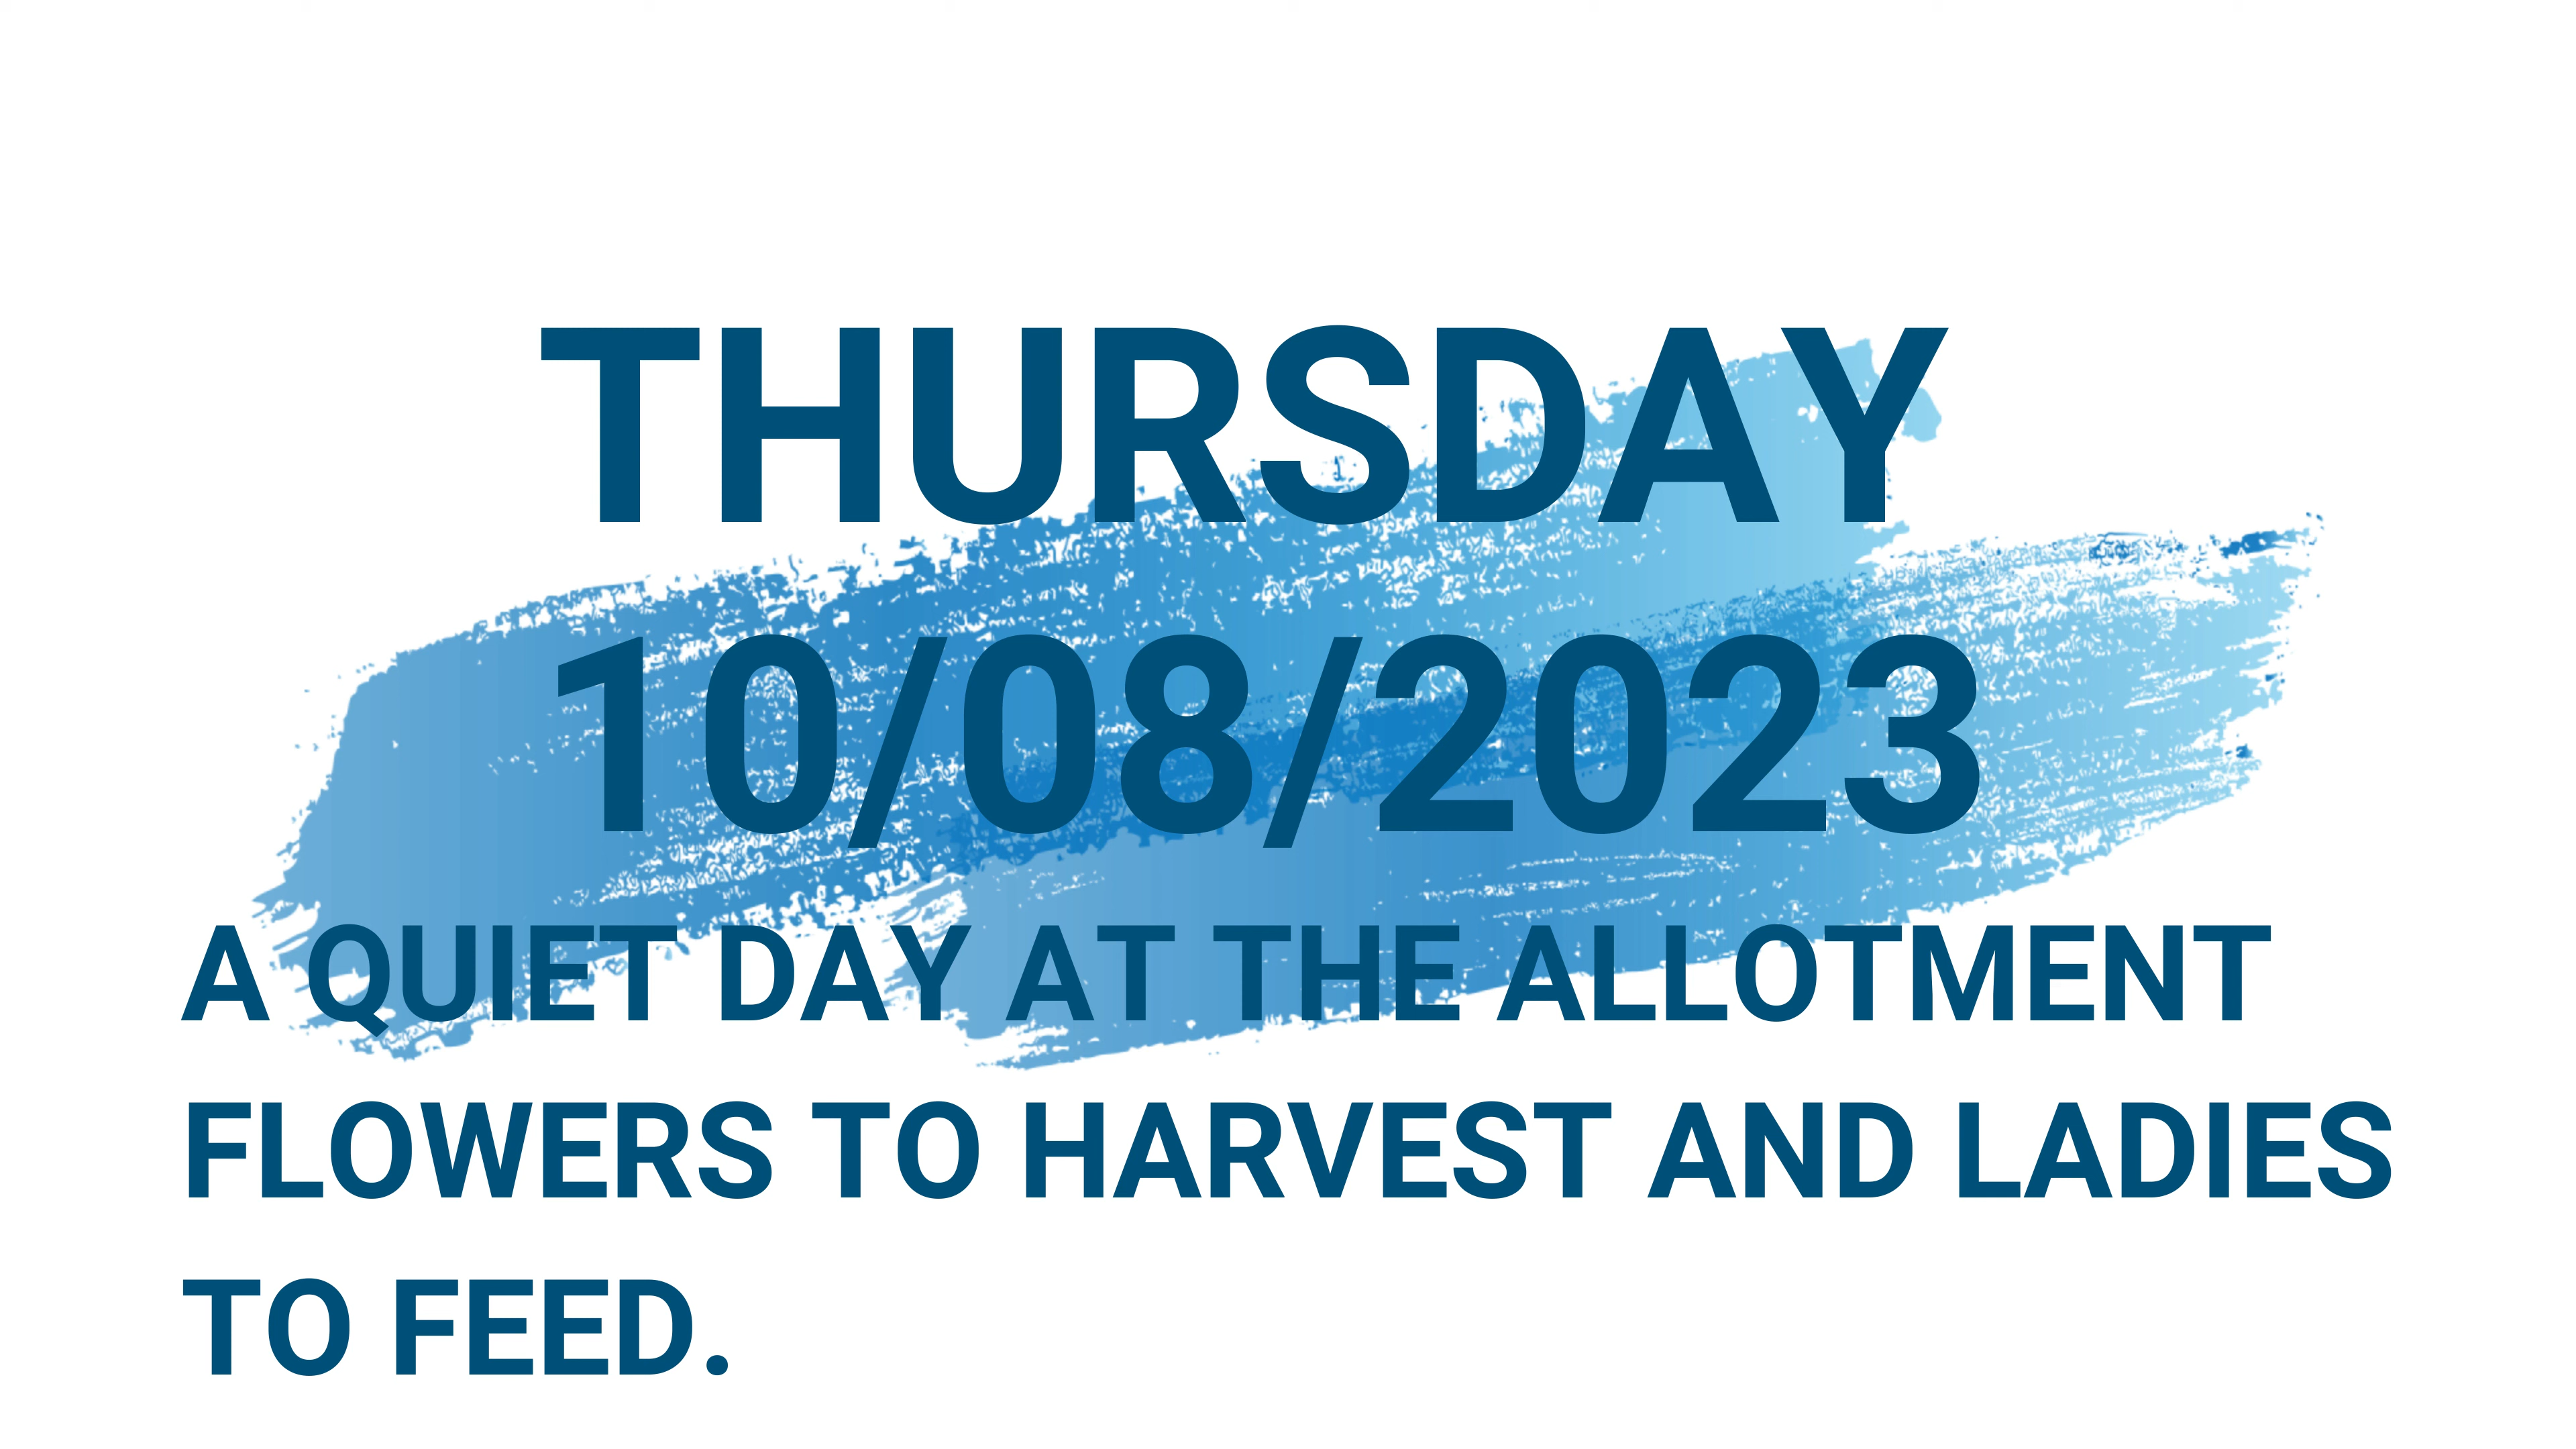 THURSDAY
10/08/2023
A QUIET DAY AT THE ALLOTMENT
FLOWERS TO HARVEST AND LADIES
TO FEED.